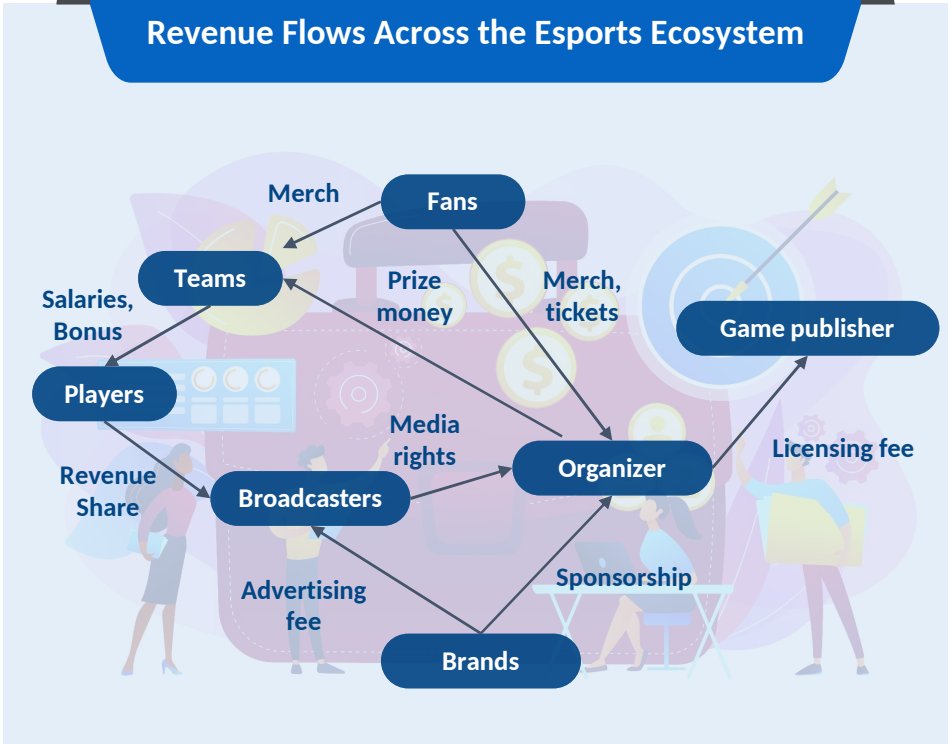 Revenue Flows Across the Esports Ecosystem
Merch
Fans
Teams
Prize
money
Merch,
tickets
Salaries,
Bonus
Game publisher
Players
Media
rights
Organizer
Licensing fee
Revenue
Share
Broadcasters
Advertising
fee
Sponsorship
Brands